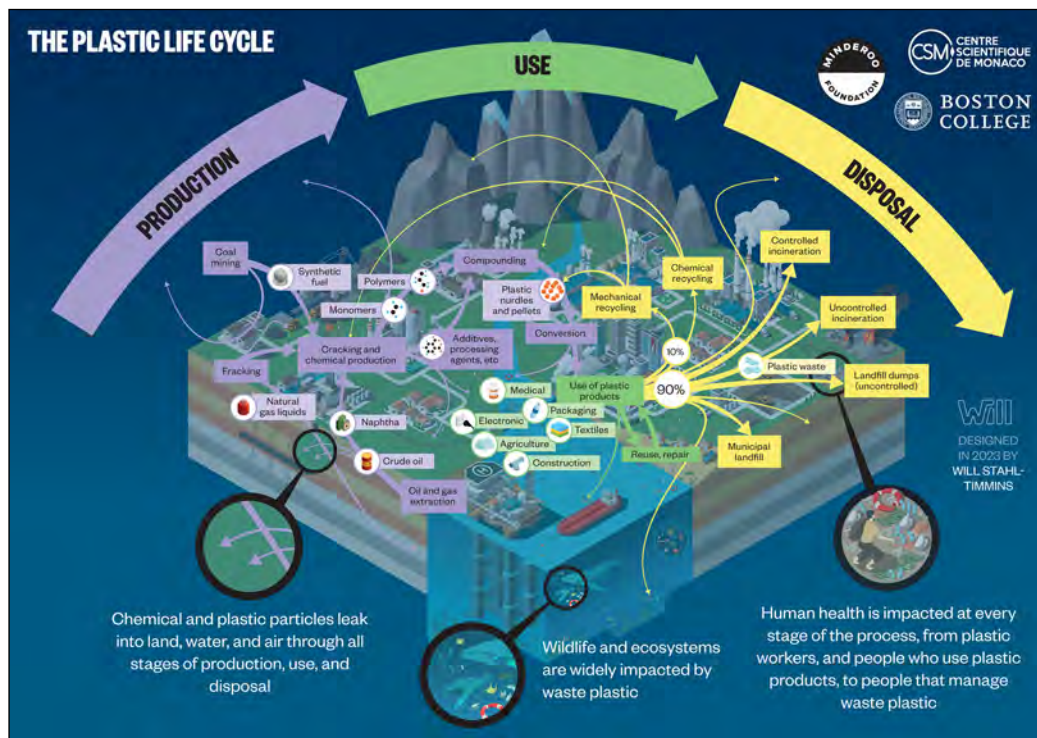 THE PLASTIC LIFE CYCLE
PRODUCTION
USE
DISPOSAL
MINDEROO
FOUNDATION
CSM
CENTRE
SCIENTIFIQUE
DE MONACO
BOSTON
COLLEGE
Coal
mining
Synthetic
fuel
Polymers
Monomers
Compounding
Plastic
nurdles
and pellets
Mechanical
recycling
Chemical
recycling
Controlled
incineration
Uncontrolled
incineration
Fracking
Cracking and
chemical production
Additives,
processing
agents, etc
Conversion
10%
90%
Plastic waste
Landfill dumps
(uncontrolled)
Natural
gas liquids
Naphtha
Crude oil
Oil and gas
extraction
Medical
Packaging
Electronic
Textiles
Agriculture
Construction
Use of plastic
products
Reuse, repair
Municipal
landfill
Will
DESIGNED
IN 2023 BY
WILL STAHL-
TIMMINS
Chemical and plastic particles leak
into land, water, and air through all
stages of production, use, and
disposal
Wildlife and ecosystems
are widely impacted by
waste plastic
Human health is impacted at every
stage of the process, from plastic
workers, and people who use plastic
products, to people that manage
waste plastic